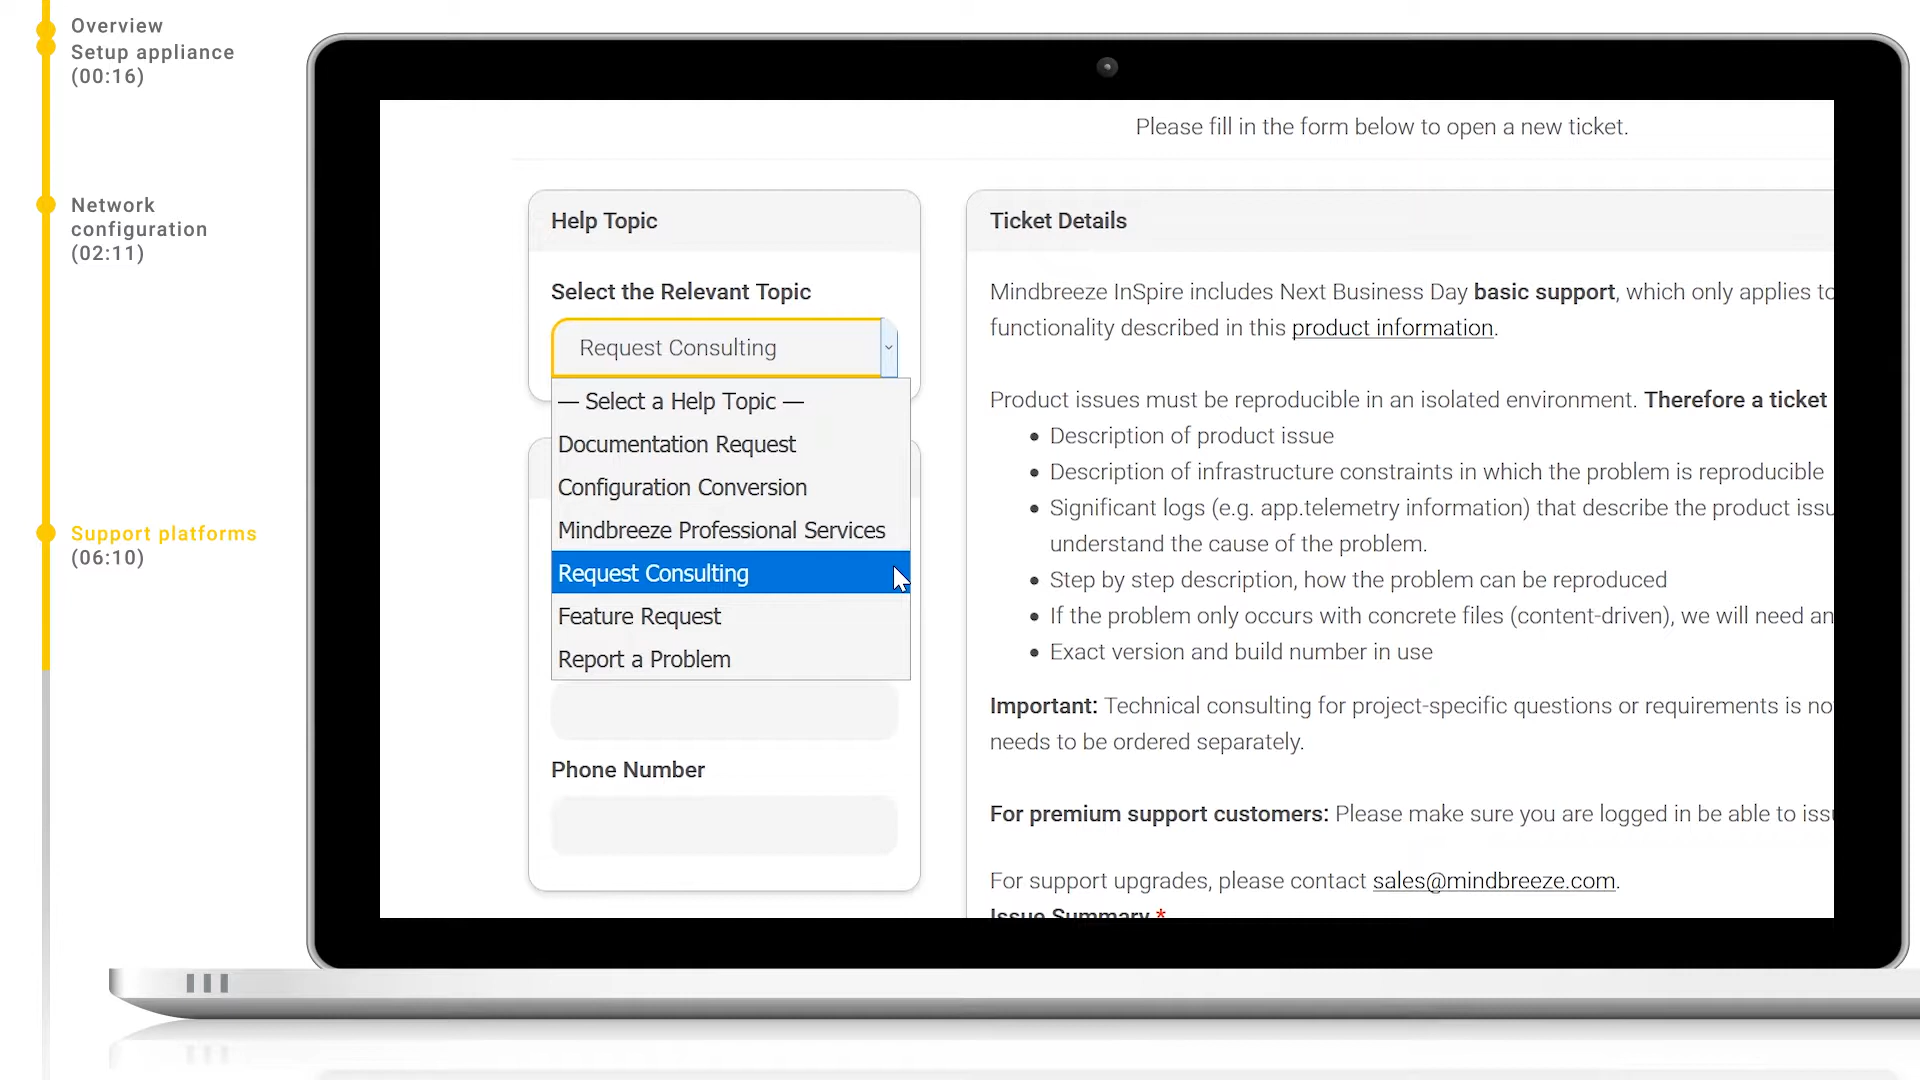 Overview
Setup appliance
(00:16)
Network
configuration
(02:11)
Support platforms
(06:10)
Please fill in the form below to open a new ticket.
Help Topic
Select the Relevant Topic
Request Consulting
— Select a Help Topic —
Documentation Request
Configuration Conversion
Mindbreeze Professional Services
Request Consulting
Feature Request
Report a Problem
Phone Number
Ticket Details
Mindbreeze InSpire includes Next Business Day basic support, which only applies to
functionality described in this product information.
Product issues must be reproducible in an isolated environment. Therefore a ticket
• Description of product issue
• Description of infrastructure constraints in which the problem is reproducible
• Significant logs (e.g. app.telemetry information) that describe the product issu
understand the cause of the problem.
• Step by step description, how the problem can be reproduced
• If the problem only occurs with concrete files (content-driven), we will need an
• Exact version and build number in use
Important: Technical consulting for project-specific questions or requirements is no
needs to be ordered separately.
For premium support customers: Please make sure you are logged in be able to issu
For support upgrades, please contact sales@mindbreeze.com.
Issue Summary *